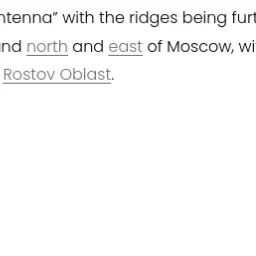 ntenna” with the ridges being furt
nd north and east of Moscow, wi
Rostov Oblast.